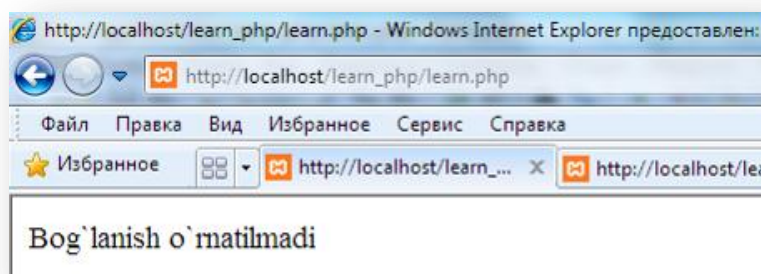 http://localhost/learn_php/learn.php - Windows Internet Explorer предоставлен:
http://localhost/learn_php/learn.php
Файл Правка Вид Избранное Сервис Справка
Избранное http://localhost/learn_... http://localhost/lea
Bog`lanish o`rnatilmadi